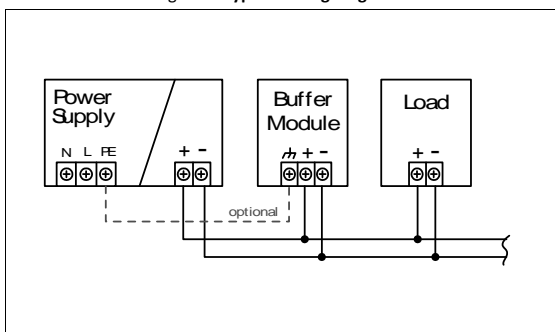 Power
Supply
N L PE
+ -
Buffer
Module
+ -
Load
+ -
optional